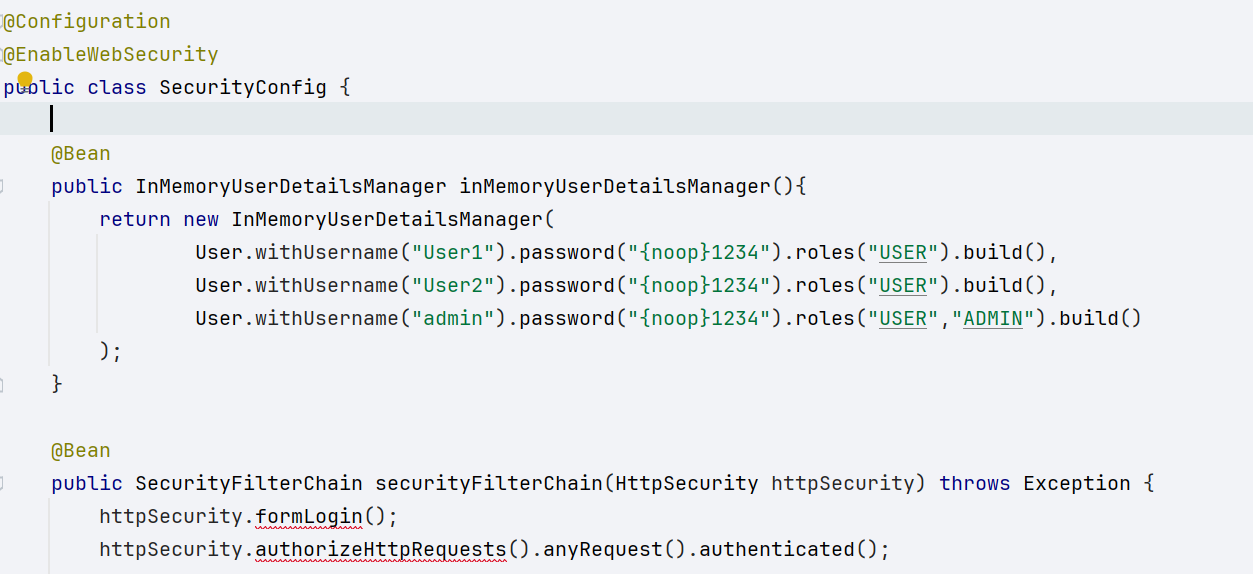 @Configuration
@EnableWebSecurity
public class SecurityConfig {
@Bean
public InMemoryUserDetailsManager inMemoryUserDetailsManager(){
return new InMemoryUserDetailsManager(
User.withUsername("User1").password("{noop}1234").roles("USER").build(),
User.withUsername("User2").password("{noop}1234").roles("USER").build(),
User.withUsername("admin").password("{noop}1234").roles("USER","ADMIN").build()
);
}
@Bean
public SecurityFilterChain securityFilterChain(HttpSecurity httpSecurity) throws Exception {
httpSecurity.formLogin();
httpSecurity.authorizeHttpRequests().anyRequest().authenticated();